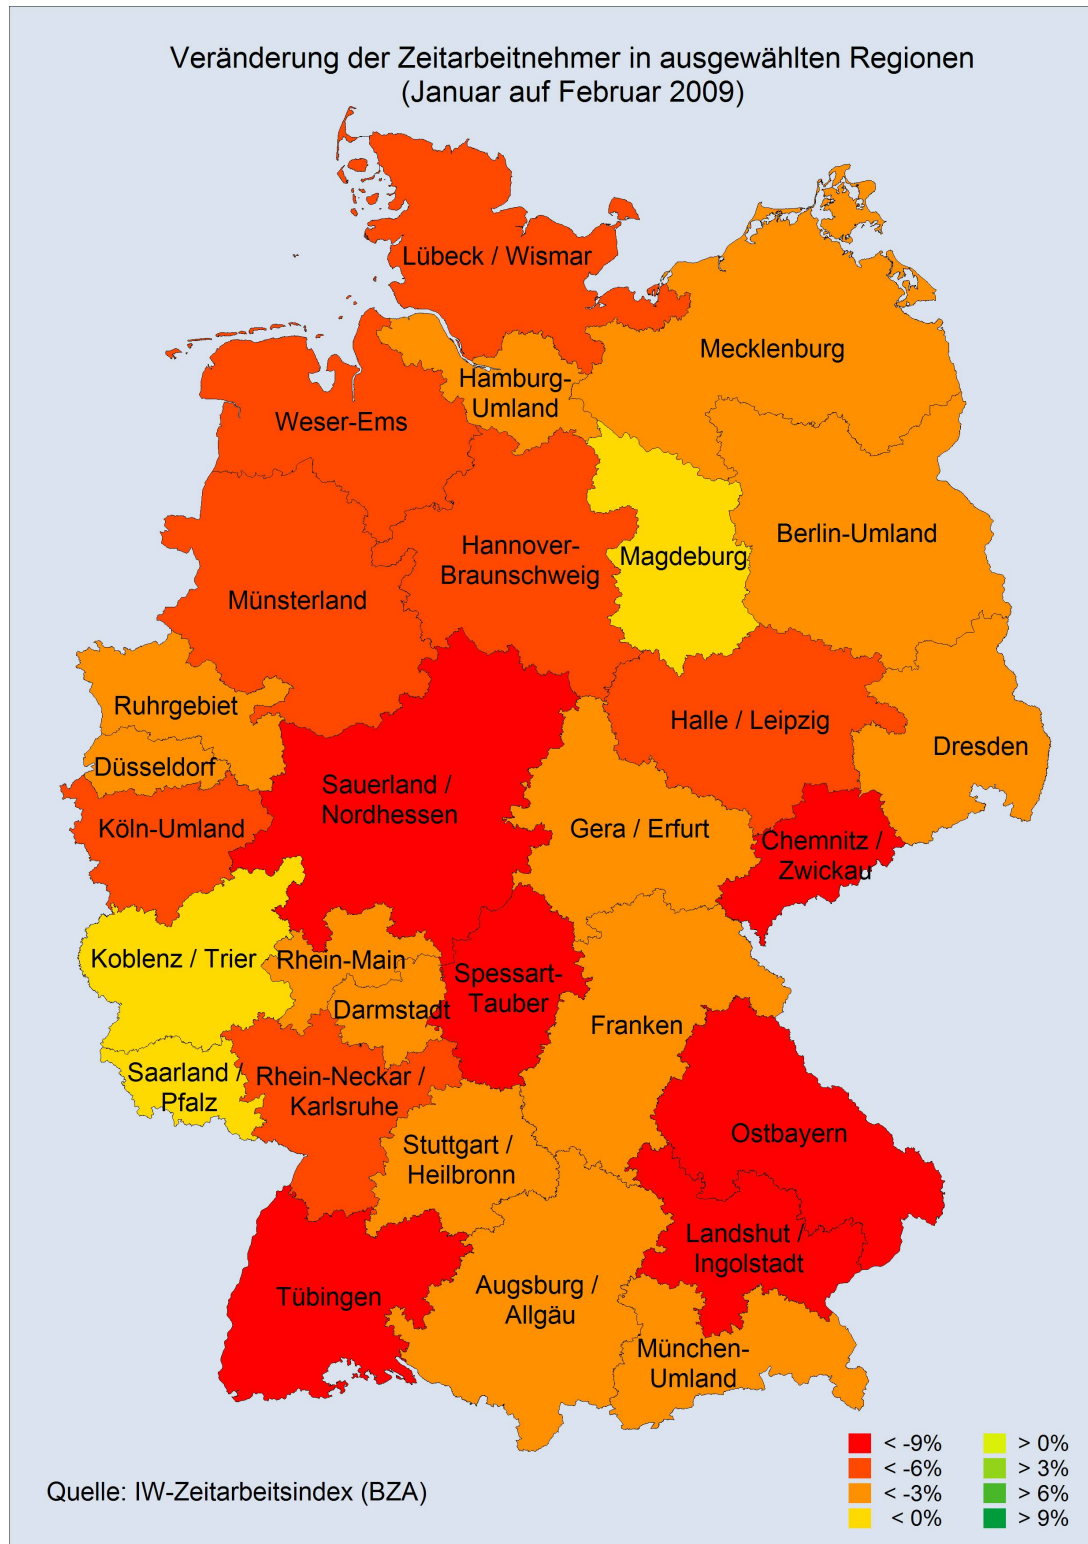 Veränderung der Zeitarbeitnehmer in ausgewählten Regionen
(Januar auf Februar 2009)
Lübeck / Wismar
Mecklenburg
Hamburg-
Umland
Weser-Ems
Berlin-Umland
Hannover-
Braunschweig
Magdeburg
Münsterland
Ruhrgebiet
Halle / Leipzig
Dresden
Düsseldorf
Sauerland /
Nordhessen
Köln-Umland
Gera / Erfurt
Chemnitz /
Zwickau
Koblenz / Trier
Rhein-Main
Spessart-
Tauber
Darmstadt
Franken
Saarland /
Pfalz
Rhein-Neckar /
Karlsruhe
Ostbayern
Stuttgart /
Heilbronn
Landshut /
Ingolstadt
Tübingen
Augsburg /
Allgäu
München-
Umland
< -9% > 0%
< -6% > 3%
< -3% > 6%
< 0% > 9%
Quelle: IW-Zeitarbeitsindex (BZA)